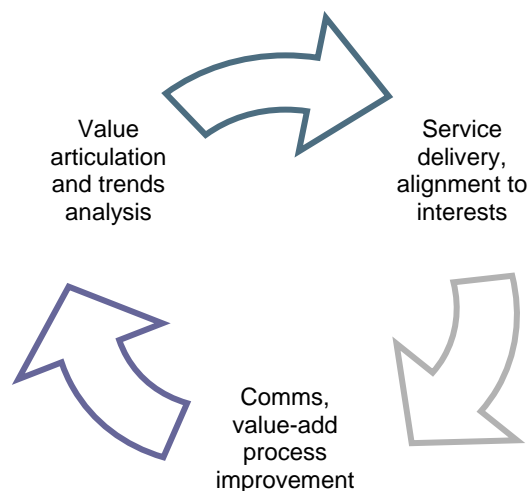 Value
articulation
and trends
analysis
Service
delivery,
alignment to
interests
Comms,
value-add
process
improvement